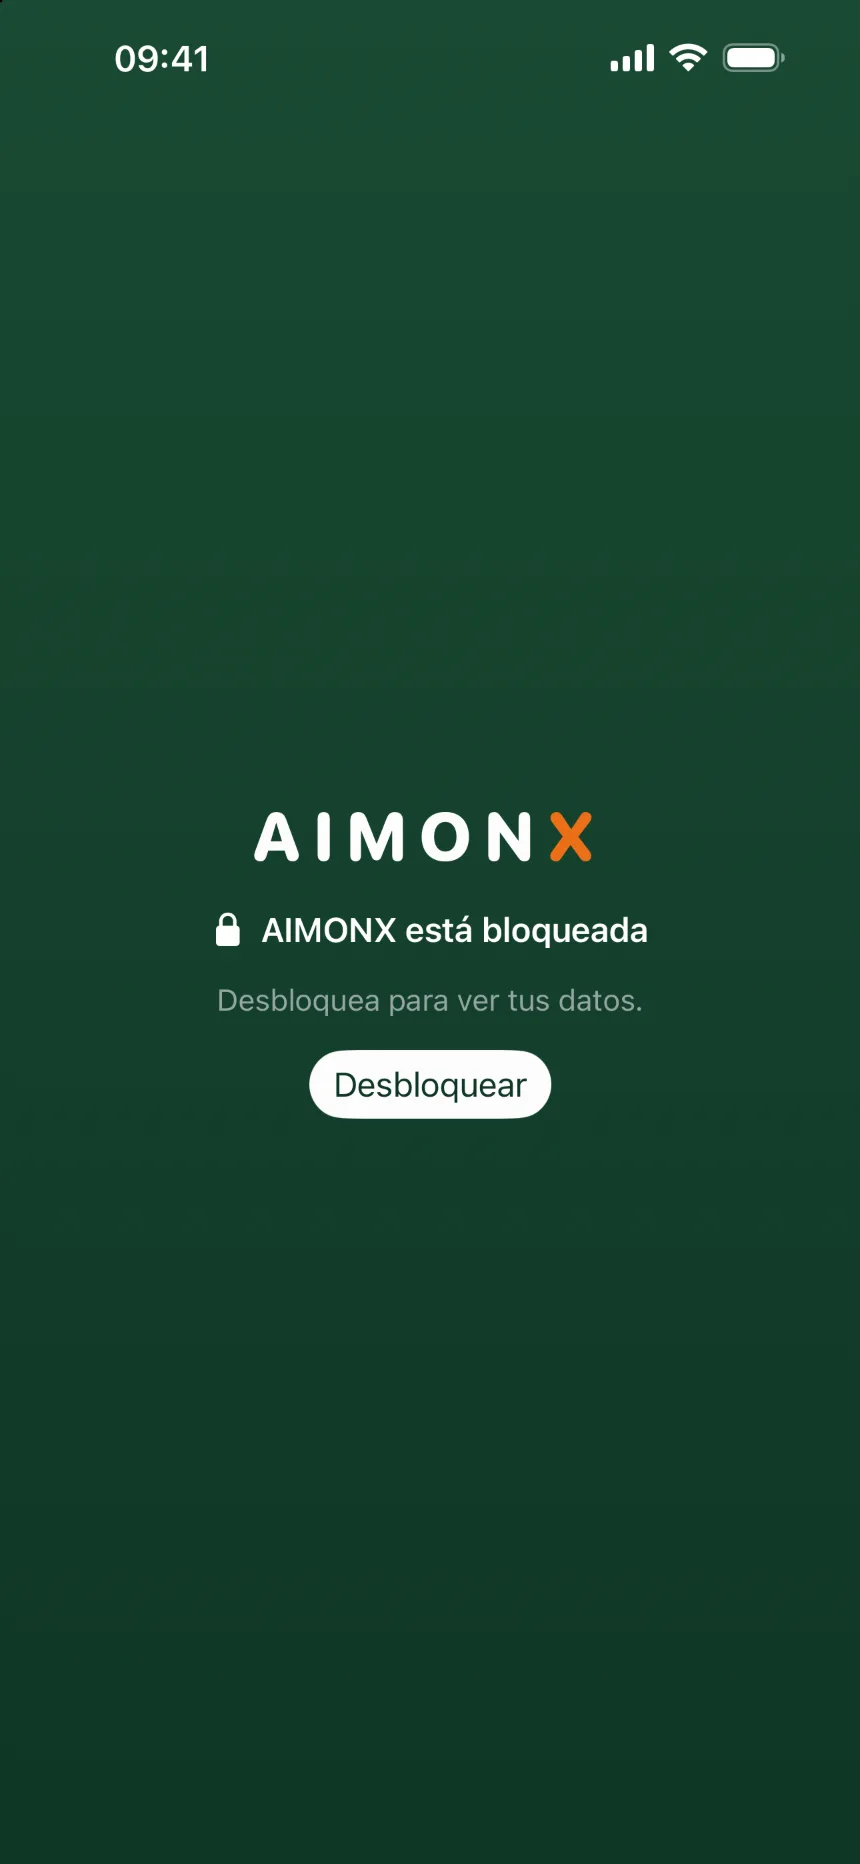 09:41
AIMONX
AIMONX está bloqueada
Desbloquea para ver tus datos.
Desbloquear